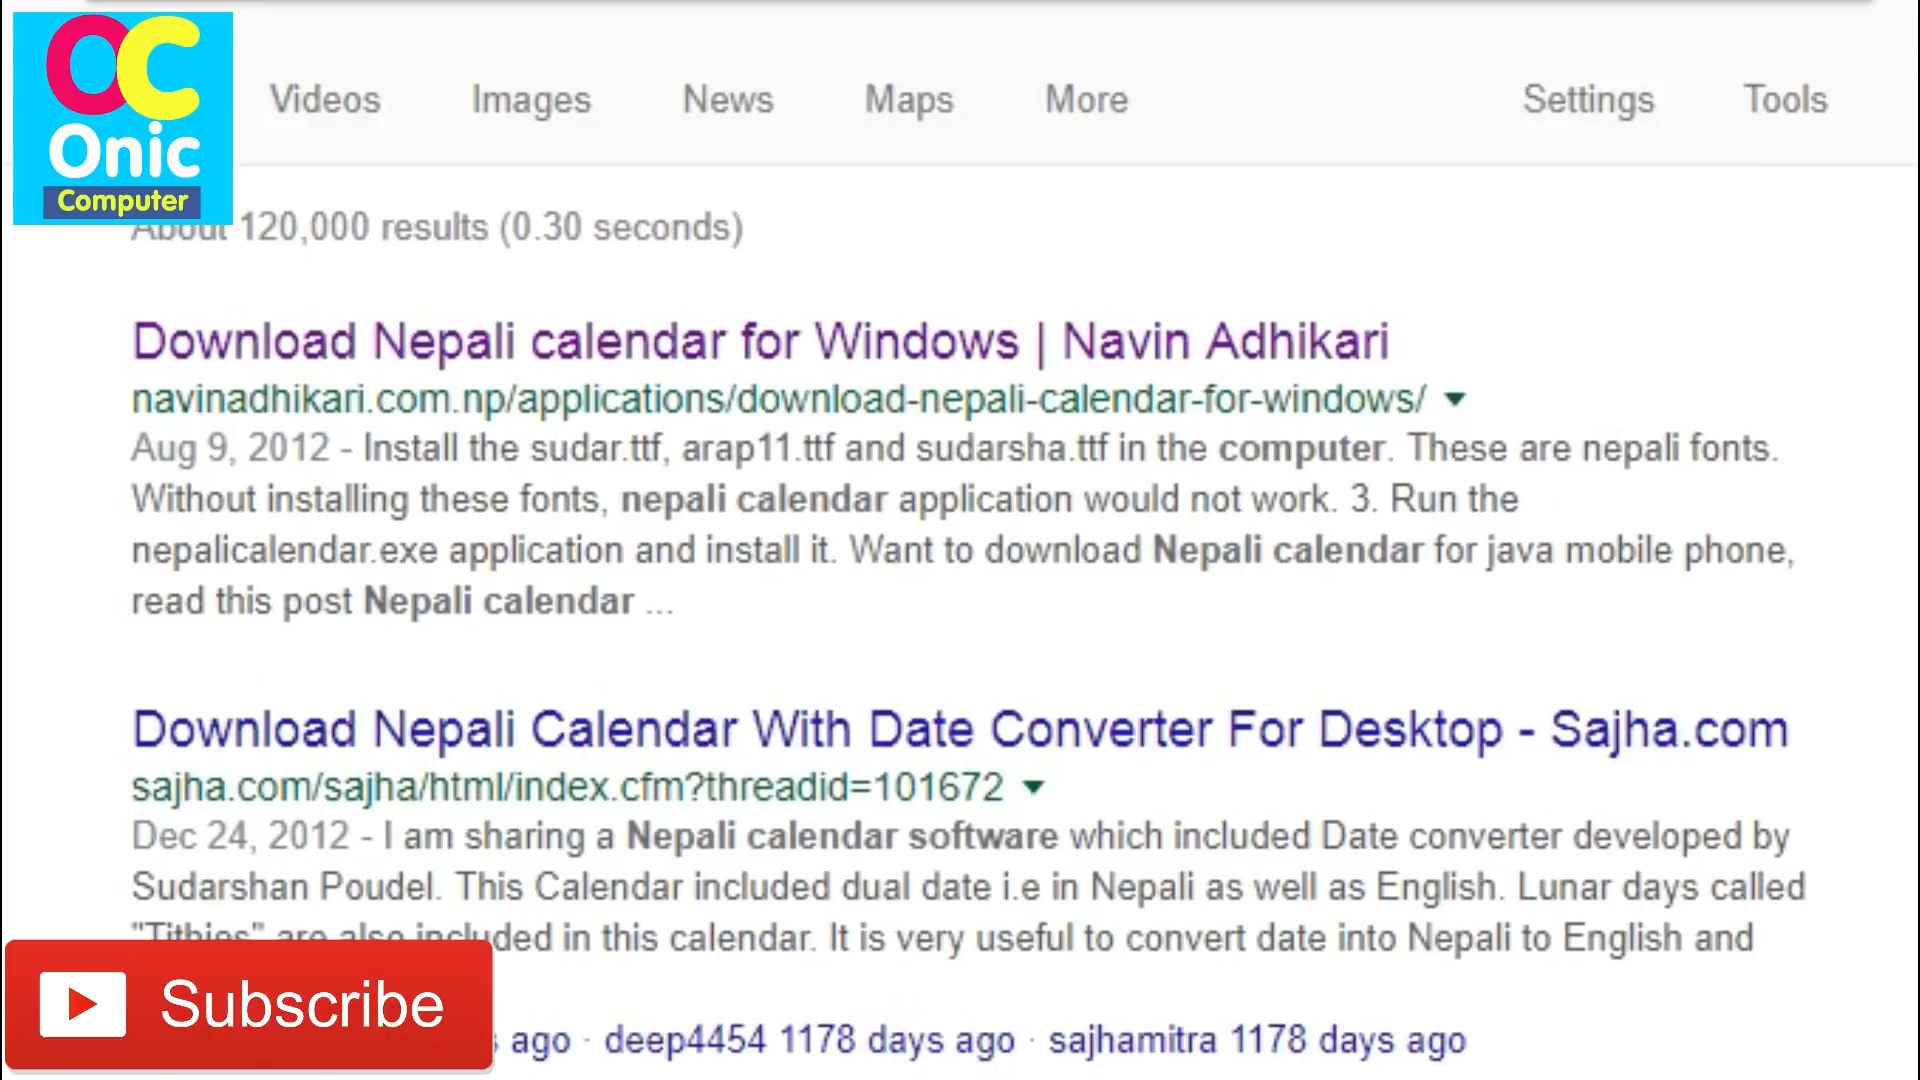 OC
Onic
Computer
Videos Images News Maps More Settings Tools
About 120,000 results (0.30 seconds)
Download Nepali calendar for Windows | Navin Adhikari
navinadhikari.com.np/applications/download-nepali-calendar-for-windows/
Aug 9, 2012 - Install the sudar.ttf, arap11.ttf and sudarsha.ttf in the computer. These are nepali fonts.
Without installing these fonts, nepali calendar application would not work. 3. Run the
nepalicalendar.exe application and install it. Want to download Nepali calendar for java mobile phone,
read this post Nepali calendar ...
Download Nepali Calendar With Date Converter For Desktop - Sajha.com
sajha.com/sajha/html/index.cfm?threadid=101672
Dec 24, 2012 - I am sharing a Nepali calendar software which included Date converter developed by
Sudarshan Poudel. This Calendar included dual date i.e in Nepali as well as English. Lunar days called
"Tithies" are also included in this calendar. It is very useful to convert date into Nepali to English and
Subscribe
ago · deep4454 1178 days ago · sajhamitra 1178 days ago